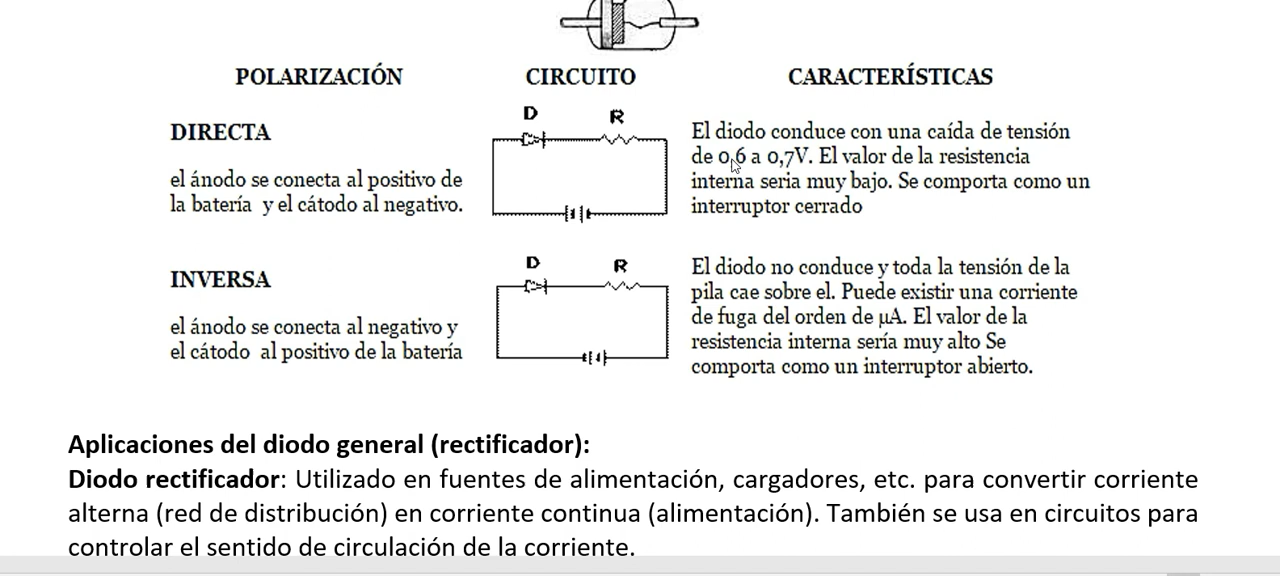 POLARIZACIÓN CIRCUITO CARACTERÍSTICAS
DIRECTA
el ánodo se conecta al positivo de
la batería y el cátodo al negativo.
D R
El diodo conduce con una caída de tensión
de 0,6 a 0,7V. El valor de la resistencia
interna seria muy bajo. Se comporta como un
interruptor cerrado
INVERSA
el ánodo se conecta al negativo y
el cátodo al positivo de la batería
D R
El diodo no conduce y toda la tensión de la
pila cae sobre el. Puede existir una corriente
de fuga del orden de µA. El valor de la
resistencia interna sería muy alto Se
comporta como un interruptor abierto.
Aplicaciones del diodo general (rectificador):
Diodo rectificador: Utilizado en fuentes de alimentación, cargadores, etc. para convertir corriente
alterna (red de distribución) en corriente continua (alimentación). También se usa en circuitos para
controlar el sentido de circulación de la corriente.